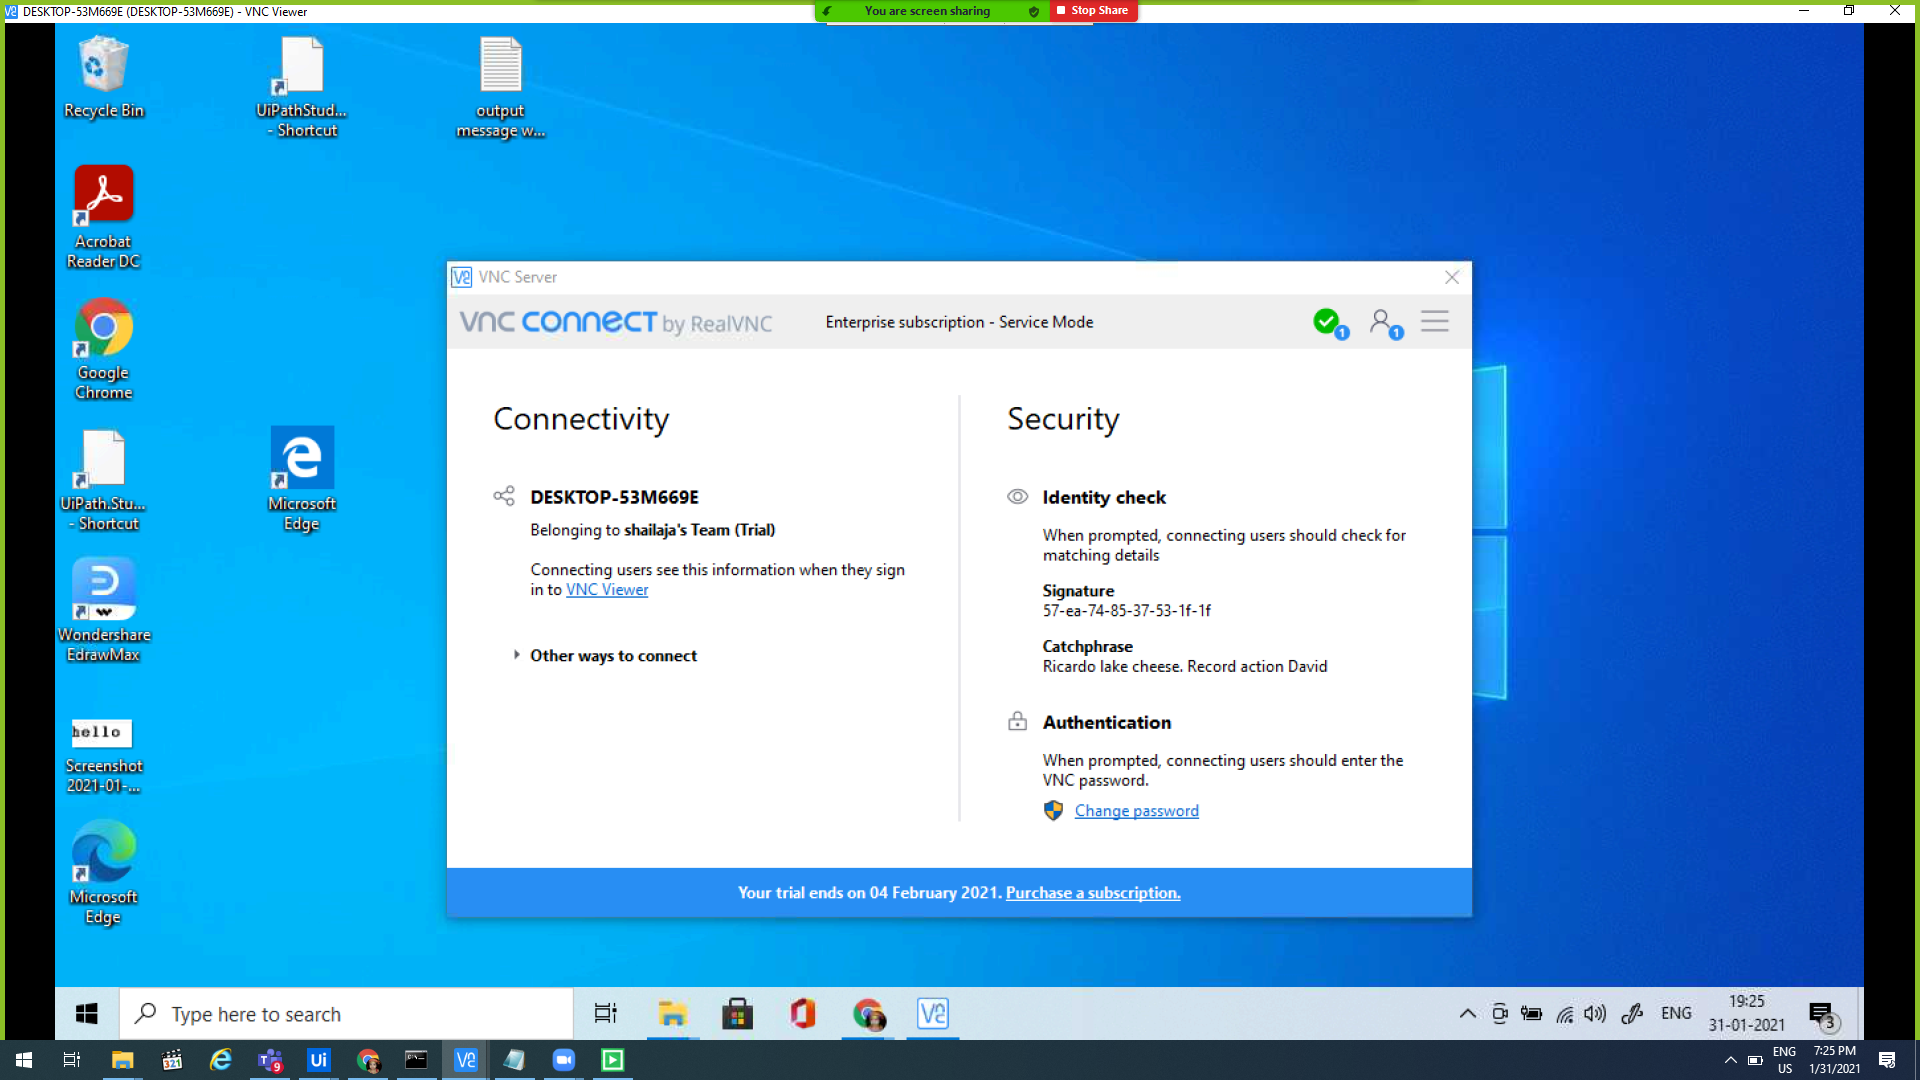 DESKTOP-53M669E (DESKTOP-53M669E) - VNC Viewer
You are screen sharing
Stop Share
Recycle Bin
UiPathStud...
- Shortcut
output
message w...
Acrobat
Reader DC
Google
Chrome
UiPath.Stu...
- Shortcut
Microsoft
Edge
Wondershare
EdrawMax
hello
Screenshot
2021-01-...
Microsoft
Edge
VNC Server
VNC CONNECT by RealVNC
Enterprise subscription - Service Mode
1
1
Connectivity
DESKTOP-53M669E
Belonging to shailaja's Team (Trial)
Connecting users see this information when they sign
in to VNC Viewer
Other ways to connect
Security
Identity check
When prompted, connecting users should check for
matching details
Signature
57-ea-74-85-37-53-1f-1f
Catchphrase
Ricardo lake cheese. Record action David
Authentication
When prompted, connecting users should enter the
VNC password.
Change password
Your trial ends on 04 February 2021. Purchase a subscription.
Type here to search
ENG
19:25
31-01-2021
3
321
9
Ui
ENG
US
7:25 PM
1/31/2021